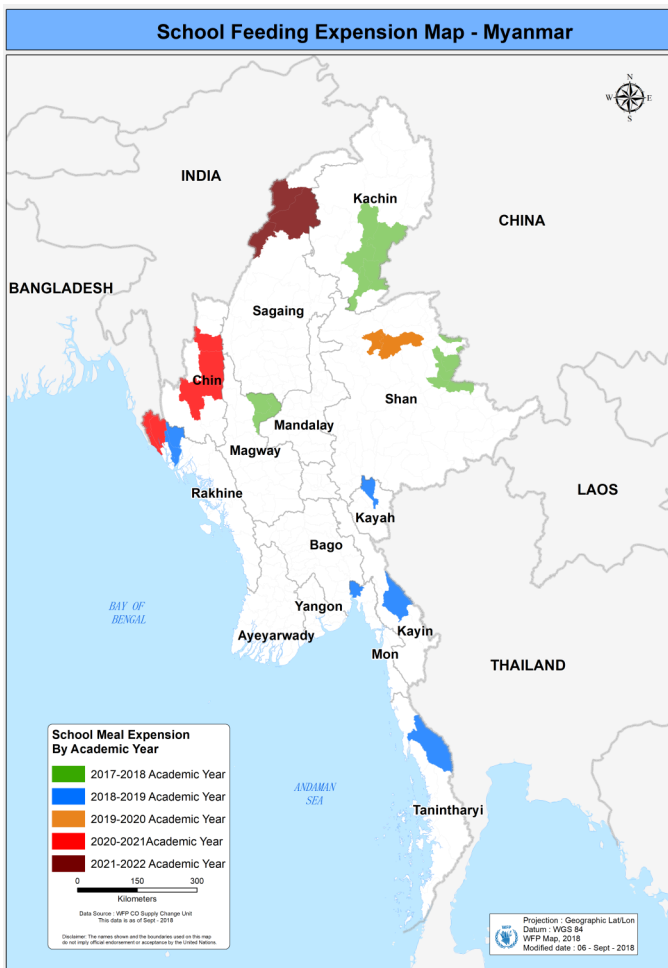 School Feeding Expension Map - Myanmar
N
W E
S
INDIA
Kachin
CHINA
BANGLADESH
Sagaing
Chin
Shan
Mandalay
Magway
LAOS
Rakhine
Kayah
Bago
BAY OF
BENGAL
Yangon
Ayeyarwady
Kayin
Mon
THAILAND
School Meal Expension
By Academic Year
2017-2018 Academic Year
2018-2019 Academic Year
2019-2020 Academic Year
2020-2021Academic Year
2021-2022 Academic Year
0 150 300
Kilometers
Data Source : WFP CO Supply Change Unit
This data is as of Sept - 2018
Disclaimer: The names shown and the boundaries used on this map
do not imply official endorsement or acceptance by the United Nations.
ANDAMAN
SEA
Tanintharyi
Projection : Geographic Lat/Lon
Datum : WGS 84
WFP Map, 2018
Modified date : 06 - Sept - 2018